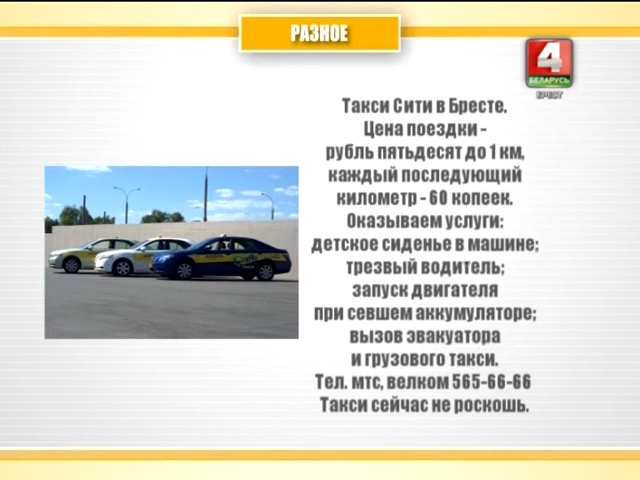 РАЗНОЕ
4
БЕЛАРУСЬ
БРЕСТ
Такси Сити в Бресте.
Цена поездки -
рубль пятьдесят до 1 км,
каждый последующий
километр - 60 копеек.
Оказываем услуги:
детское сиденье в машине;
трезвый водитель;
запуск двигателя
при севшем аккумуляторе;
вызов эвакуатора
и грузового такси.
Тел. мтс, велком 565-66-66
Такси сейчас не роскошь.